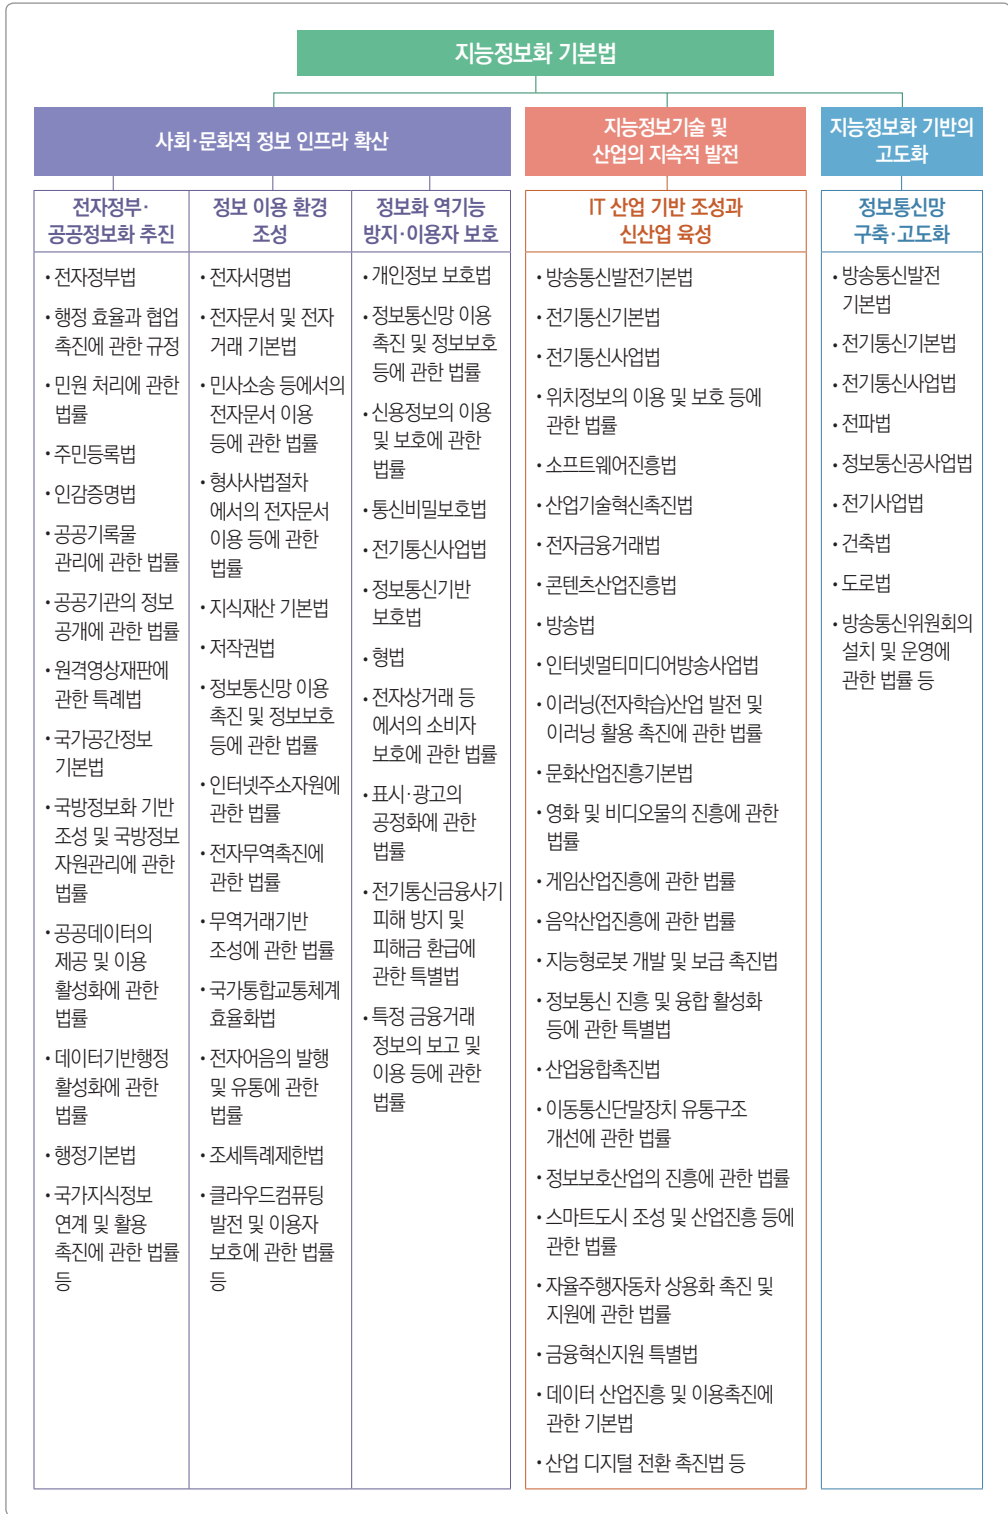 지능정보화 기본법
사회·문화적 정보 인프라 확산
전자정부·
공공정보화 추진
• 전자정부법
• 행정 효율과 협업
촉진에 관한 규정
• 민원 처리에 관한
법률
• 주민등록법
• 인감증명법
• 공공기록물
관리에 관한 법률
• 공공기관의 정보
공개에 관한 법률
• 원격영상재판에
관한 특례법
• 국가공간정보
기본법
• 국방정보화 기반
조성 및 국방정보
자원관리에 관한
법률
• 공공데이터의
제공 및 이용
활성화에 관한
법률
• 데이터기반행정
활성화에 관한
법률
• 행정기본법
• 국가지식정보
연계 및 활용
촉진에 관한 법률
등
정보 이용 환경
조성
• 전자서명법
• 전자문서 및 전자
거래 기본법
• 민사소송 등에서의
전자문서 이용
등에 관한 법률
• 형사사법절차
에서의 전자문서
이용 등에 관한
법률
• 지식재산 기본법
• 저작권법
• 정보통신망 이용
촉진 및 정보보호
등에 관한 법률
• 인터넷주소자원에
관한 법률
• 전자무역촉진에
관한 법률
• 무역거래기반
조성에 관한 법률
• 국가통합교통체계
효율화법
• 전자어음의 발행
및 유통에 관한
법률
• 조세특례제한법
• 클라우드컴퓨팅
발전 및 이용자
보호에 관한 법률
등
정보화 역기능
방지·이용자 보호
• 개인정보 보호법
• 정보통신망 이용
촉진 및 정보보호
등에 관한 법률
• 신용정보의 이용
및 보호에 관한
법률
• 통신비밀보호법
• 전기통신사업법
• 정보통신기반
보호법
• 형법
• 전자상거래 등
에서의 소비자
보호에 관한 법률
• 표시·광고의
공정화에 관한
법률
• 전기통신금융사기
피해 방지 및
피해금 환급에
관한 특별법
• 특정 금융거래
정보의 보고 및
이용 등에 관한
법률
지능정보기술 및
산업의 지속적 발전
IT 산업 기반 조성과
신산업 육성
• 방송통신발전기본법
• 전기통신기본법
• 전기통신사업법
• 위치정보의 이용 및 보호 등에
관한 법률
• 소프트웨어진흥법
• 산업기술혁신촉진법
• 전자금융거래법
• 콘텐츠산업진흥법
• 방송법
• 인터넷멀티미디어방송사업법
• 이러닝(전자학습)산업 발전 및
이러닝 활용 촉진에 관한 법률
• 문화산업진흥기본법
• 영화 및 비디오물의 진흥에 관한
법률
• 게임산업진흥에 관한 법률
• 음악산업진흥에 관한 법률
• 지능형로봇 개발 및 보급 촉진법
• 정보통신 진흥 및 융합 활성화
등에 관한 특별법
• 산업융합촉진법
• 이동통신단말장치 유통구조
개선에 관한 법률
• 정보보호산업의 진흥에 관한 법률
• 스마트도시 조성 및 산업진흥 등에
관한 법률
• 자율주행자동차 상용화 촉진 및
지원에 관한 법률
• 금융혁신지원 특별법
• 데이터 산업진흥 및 이용촉진에
관한 기본법
• 산업 디지털 전환 촉진법 등
지능정보화 기반의
고도화
정보통신망
구축·고도화
• 방송통신발전
기본법
• 전기통신기본법
• 전기통신사업법
• 전파법
• 정보통신공사업법
• 전기사업법
• 건축법
• 도로법
• 방송통신위원회의
설치 및 운영에
관한 법률 등